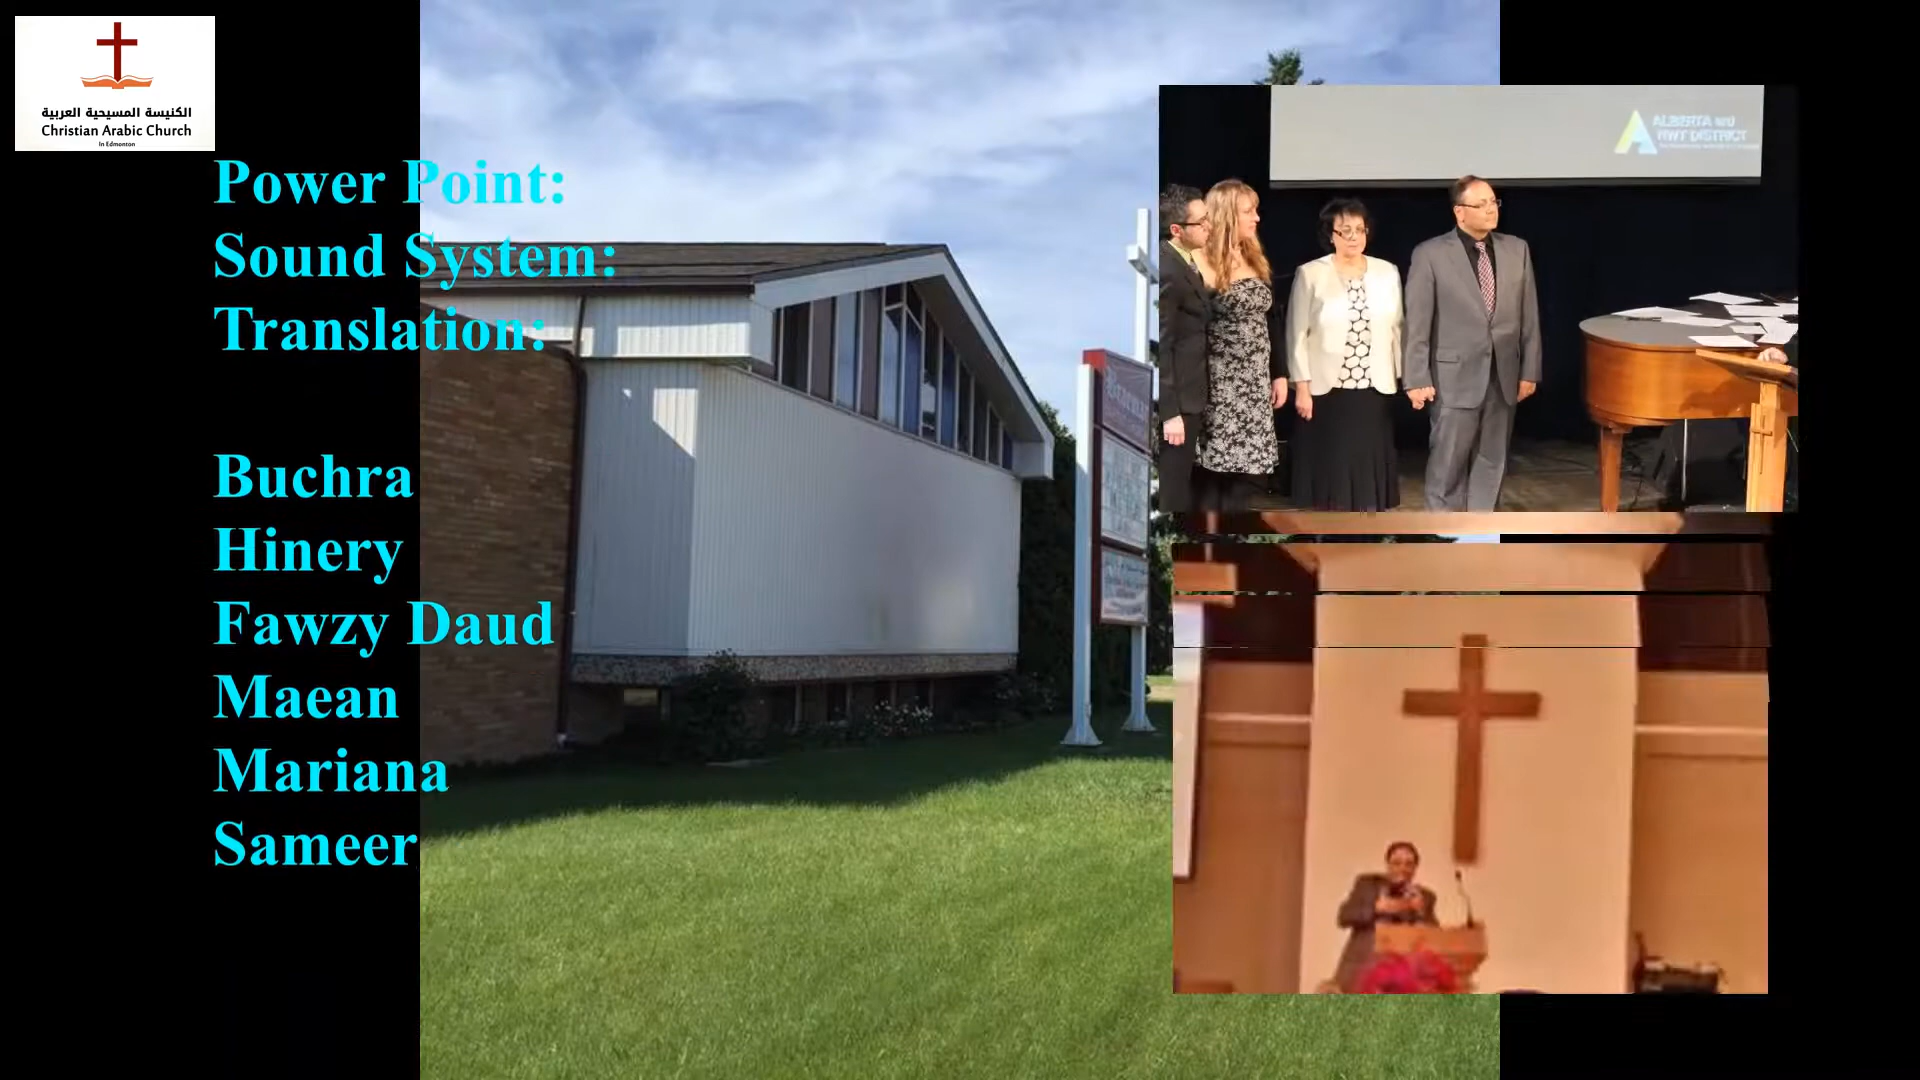 الكنيسة المسيحية العربية
Christian Arabic Church
In Edmonton
Power Point:
Sound System:
Translation:
Buchra
Hinery
Fawzy Daud
Maean
Mariana
Sameer
ALBERTA and
NWT DISTRICT